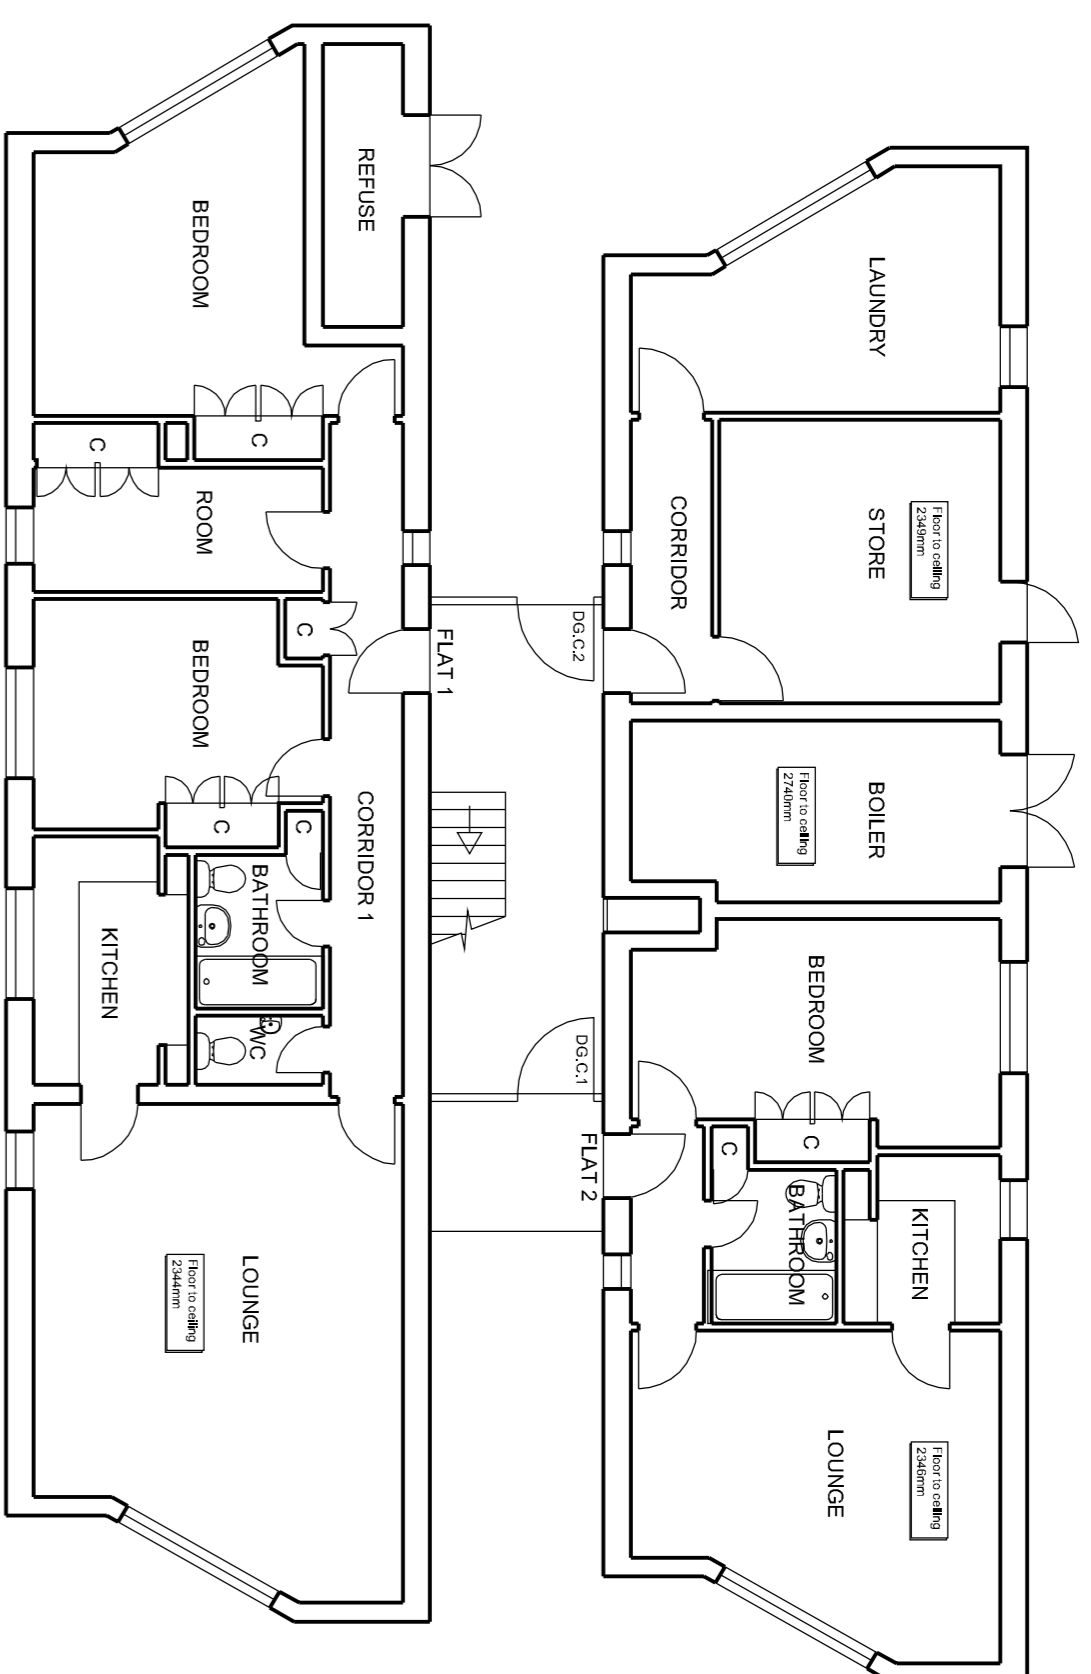 REFUSE
BEDROOM
C
C
ROOM
BEDROOM
C
C
C
BATHROOM
WC
KITCHEN
CORRIDOR 1
FLAT 1
LOUNGE
Floor to ceiling
2344mm
DG.C.2
DG.C.1
FLAT 2
LAUNDRY
CORRIDOR
STORE
Floor to ceiling
2349mm
BOILER
Floor to ceiling
2740mm
BEDROOM
C
C
BATHROOM
KITCHEN
LOUNGE
Floor to ceiling
2346mm